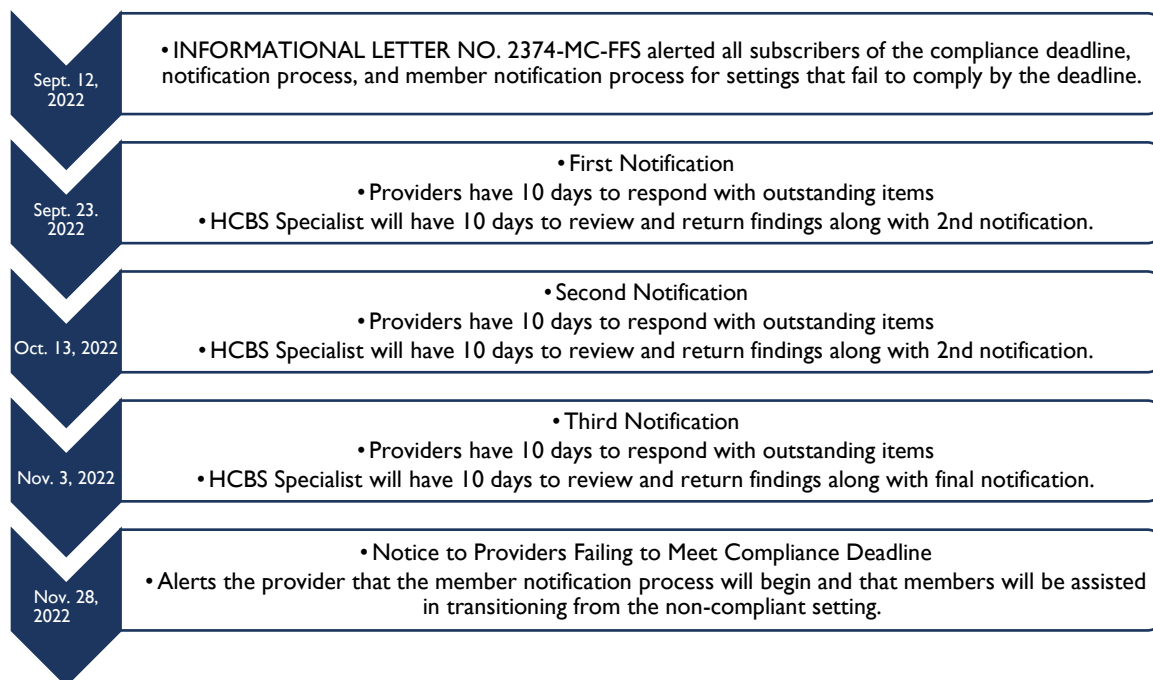 Sept. 12,
2022
• INFORMATIONAL LETTER NO. 2374-MC-FFS alerted all subscribers of the compliance deadline,
notification process, and member notification process for settings that fail to comply by the deadline.
Sept. 23.
2022
• First Notification
• Providers have 10 days to respond with outstanding items
• HCBS Specialist will have 10 days to review and return findings along with 2nd notification.
Oct. 13, 2022
• Second Notification
• Providers have 10 days to respond with outstanding items
• HCBS Specialist will have 10 days to review and return findings along with 2nd notification.
Nov. 3, 2022
• Third Notification
• Providers have 10 days to respond with outstanding items
• HCBS Specialist will have 10 days to review and return findings along with final notification.
Nov. 28,
2022
• Notice to Providers Failing to Meet Compliance Deadline
• Alerts the provider that the member notification process will begin and that members will be assisted
in transitioning from the non-compliant setting.